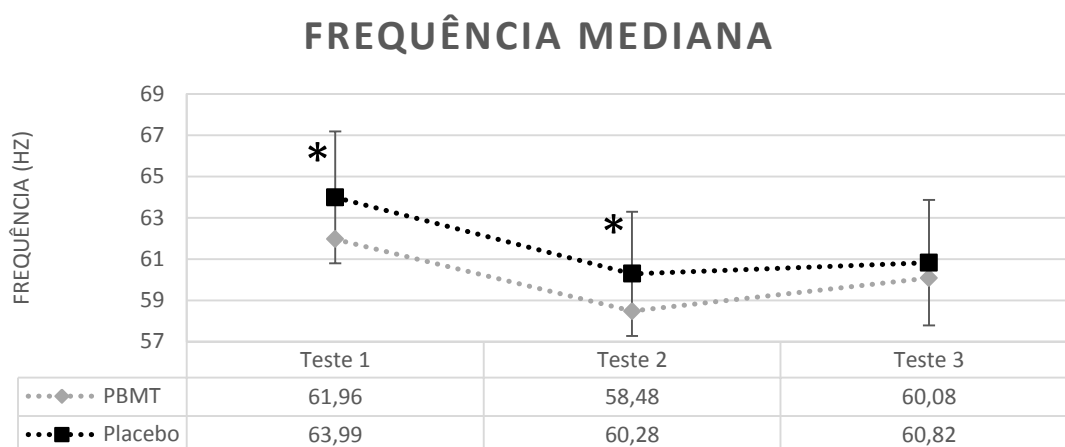 FREQUÊNCIA MEDIANA
FREQUÊNCIA (HZ)
69
67
65
63
61
59
57
*
*
Teste 1 Teste 2 Teste 3
PBMT 61,96 58,48 60,08
Placebo 63,99 60,28 60,82